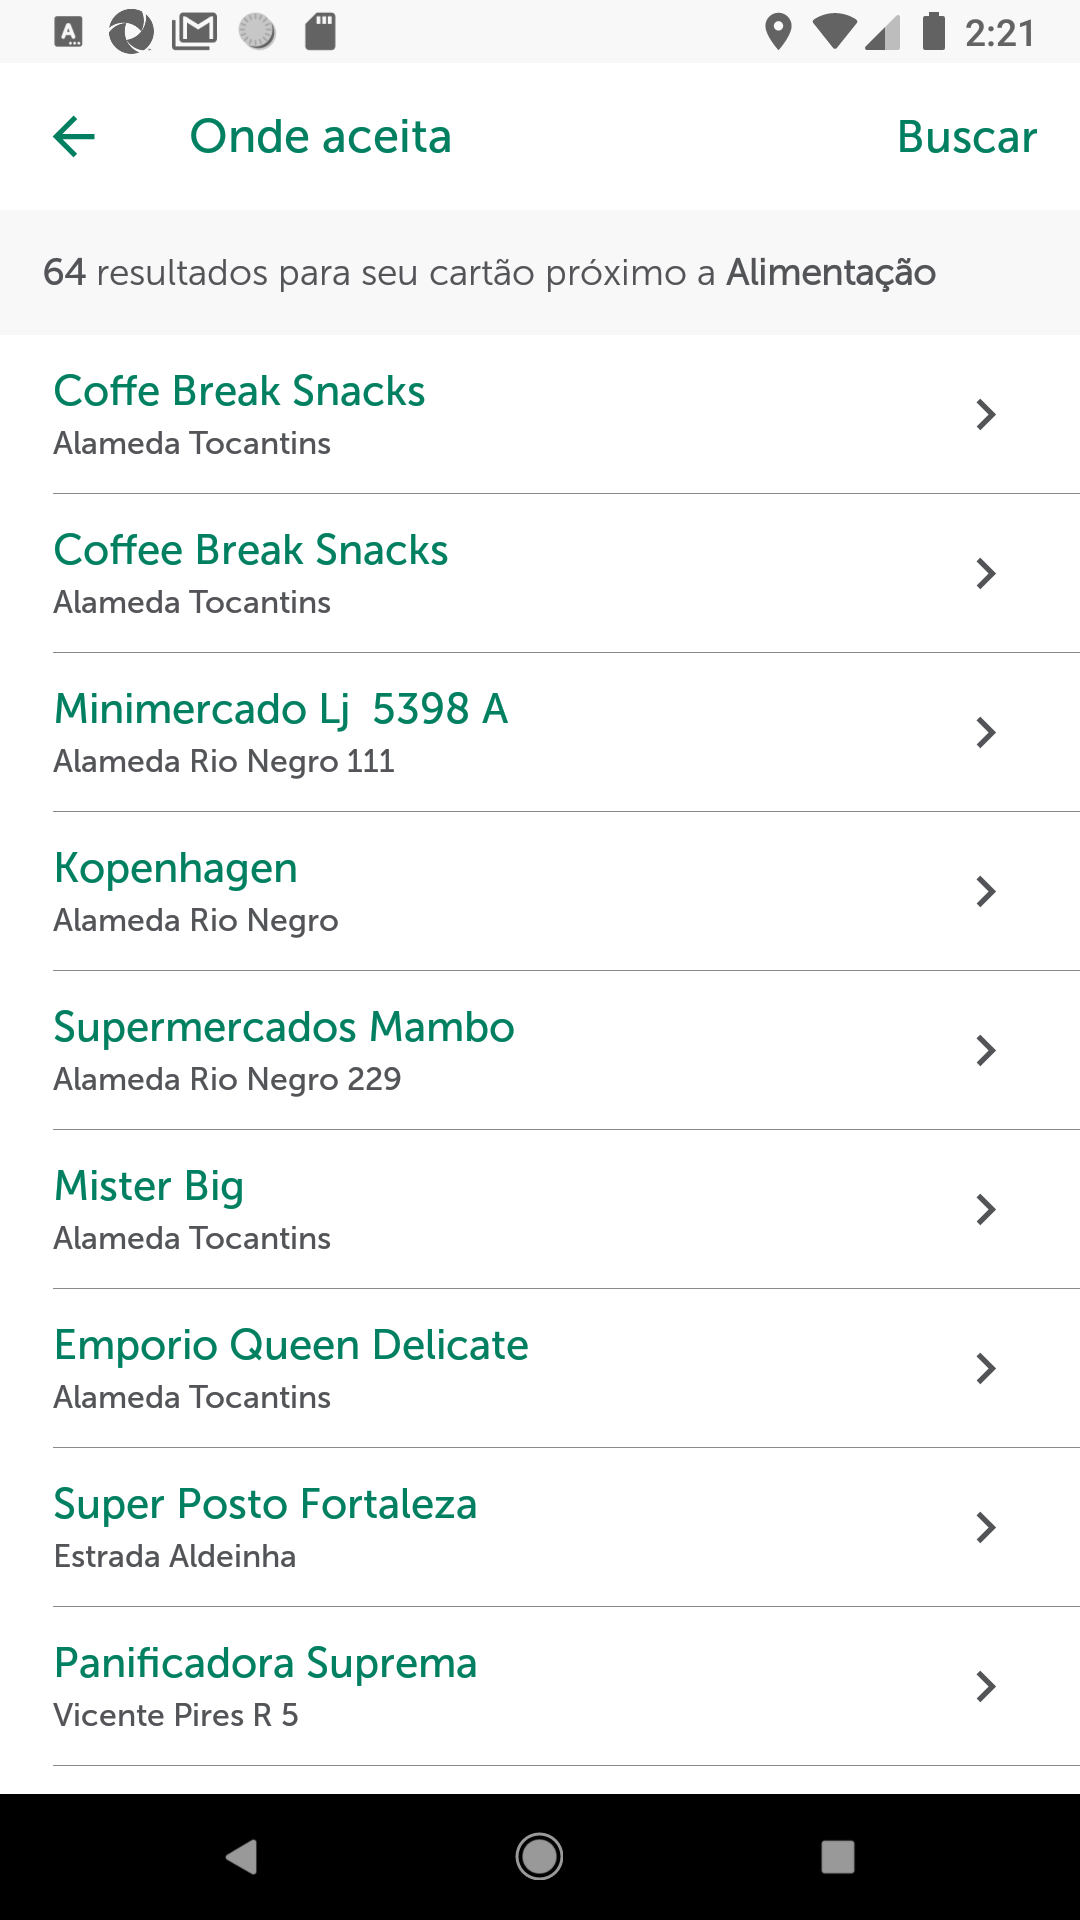 2:21
Onde aceita
Buscar
64 resultados para seu cartão próximo a Alimentação
Coffe Break Snacks
Alameda Tocantins
Coffee Break Snacks
Alameda Tocantins
Minimercado Lj  5398 A
Alameda Rio Negro 111
Kopenhagen
Alameda Rio Negro
Supermercados Mambo
Alameda Rio Negro 229
Mister Big
Alameda Tocantins
Emporio Queen Delicate
Alameda Tocantins
Super Posto Fortaleza
Estrada Aldeinha
Panificadora Suprema
Vicente Pires R 5